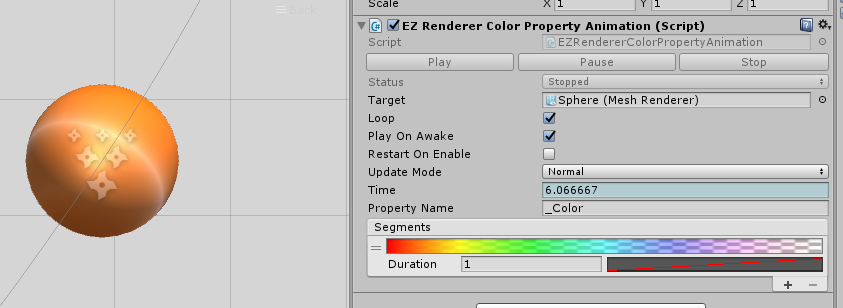 Back
Scale X 1 Y 1 Z 1
EZ Renderer Color Property Animation (Script)
Script EZRendererColorPropertyAnimation
Play Pause Stop
Status Stopped
Target Sphere (Mesh Renderer)
Loop
Play On Awake
Restart On Enable
Update Mode Normal
Time 6.066667
Property Name _Color
Segments
Duration 1